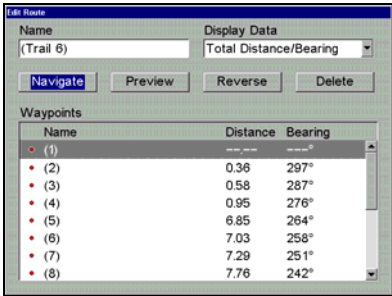 Edit Route
Name Display Data
(Trail 6) Total Distance/Bearing
Navigate Preview Reverse Delete
Waypoints
Name Distance Bearing
(1) --.-- ---°
(2) 0.36 297°
(3) 0.58 287°
(4) 0.95 276°
(5) 6.85 264°
(6) 7.03 258°
(7) 7.29 251°
(8) 7.76 242°